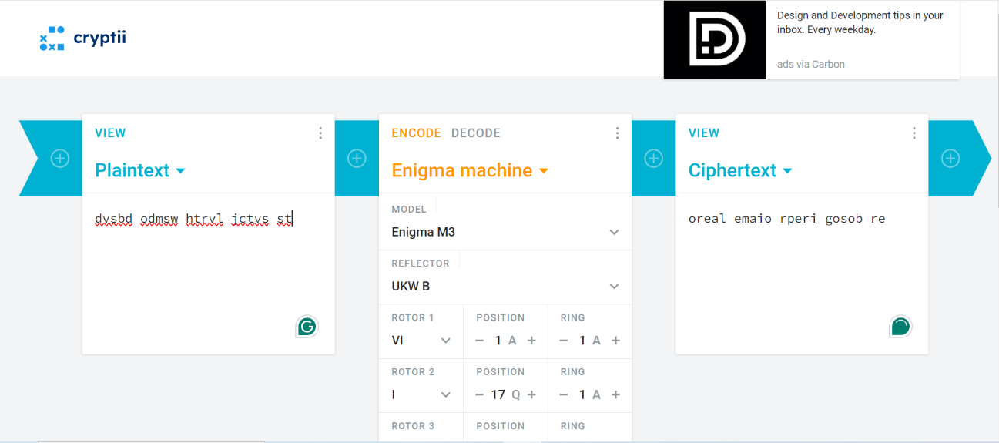 cryptii
Design and Development tips in your
inbox. Every weekday.
ads via Carbon
VIEW
Plaintext
dvsbd odmsw htrvl jctvs st
ENCODE DECODE
Enigma machine
MODEL
Enigma M3
REFLECTOR
UKW B
ROTOR 1 POSITION RING
VI − 1 A + − 1 A +
ROTOR 2 POSITION RING
I − 17 Q + − 1 A +
ROTOR 3 POSITION RING
VIEW
Ciphertext
oreal emaio rperi gosob re